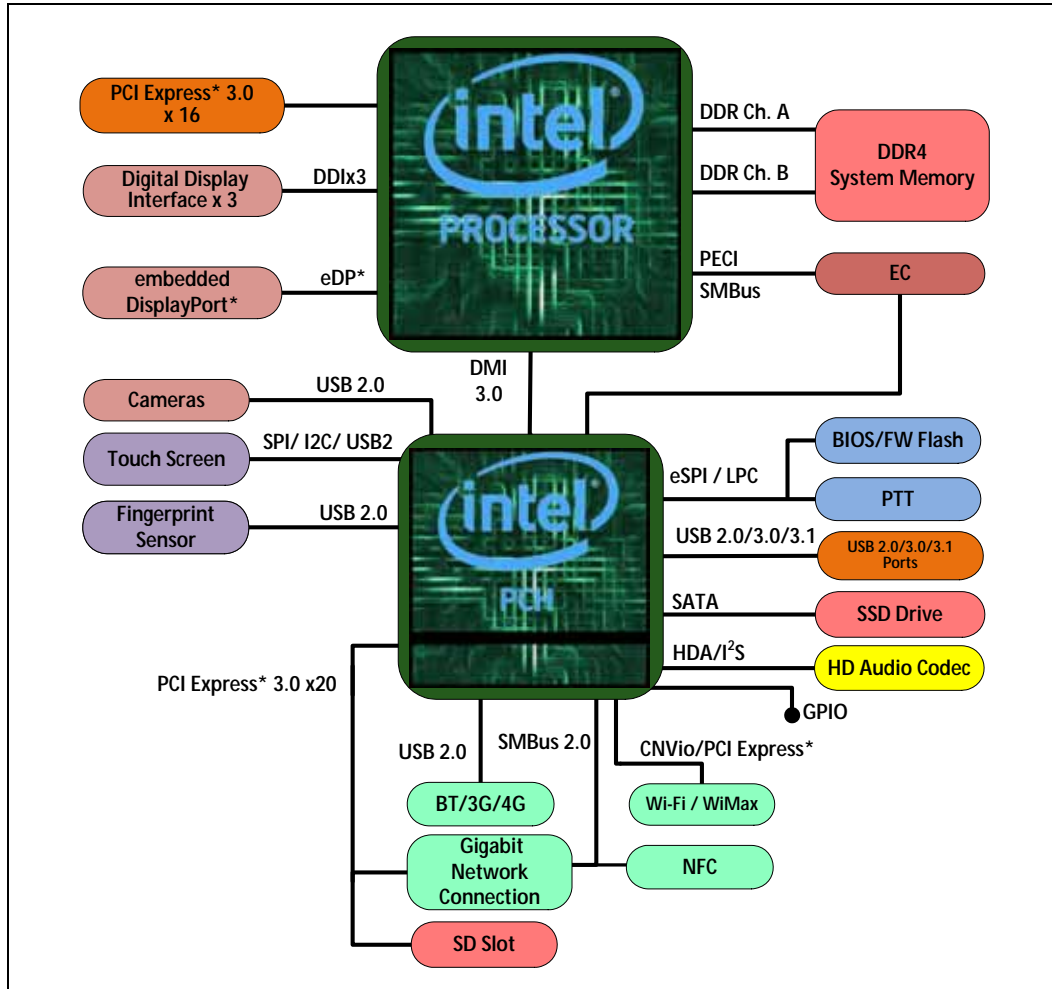 intel
PROCESSOR
PCI Express* 3.0
x 16
Digital Display
Interface x 3
DDIx3
embedded
DisplayPort*
eDP*
DDR Ch. A
DDR Ch. B
DDR4
System Memory
PECI
SMBus
EC
DMI
3.0
Cameras
USB 2.0
Touch Screen
SPI/ I2C/ USB2
Fingerprint
Sensor
USB 2.0
intel
PCH
eSPI / LPC
BIOS/FW Flash
PTT
USB 2.0/3.0/3.1
USB 2.0/3.0/3.1
Ports
SATA
SSD Drive
HDA/I²S
HD Audio Codec
GPIO
PCI Express* 3.0 x20
USB 2.0
SMBus 2.0
CNVio/PCI Express*
BT/3G/4G
Wi-Fi / WiMax
Gigabit
Network
Connection
NFC
SD Slot